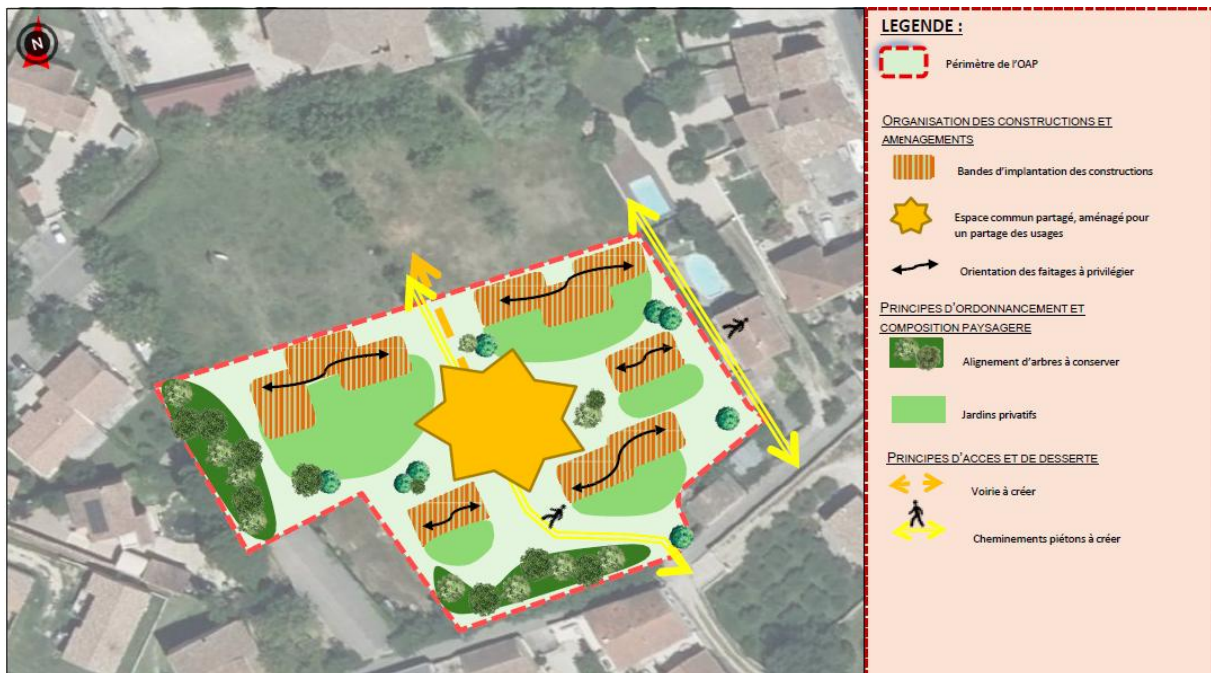 N
LEGENDE :
Périmètre de l'OAP
ORGANISATION DES CONSTRUCTIONS ET
AMENAGEMENTS
Bandes d'implantation des constructions
Espace commun partagé, aménagé pour
un partage des usages
Orientation des faitages à privilégier
PRINCIPES D'ORDONNANCEMENT ET
COMPOSITION PAYSAGERE
Alignement d'arbres à conserver
Jardins privatifs
PRINCIPES D'ACCES ET DE DESSERTE
Voirie à créer
Cheminements piétons à créer